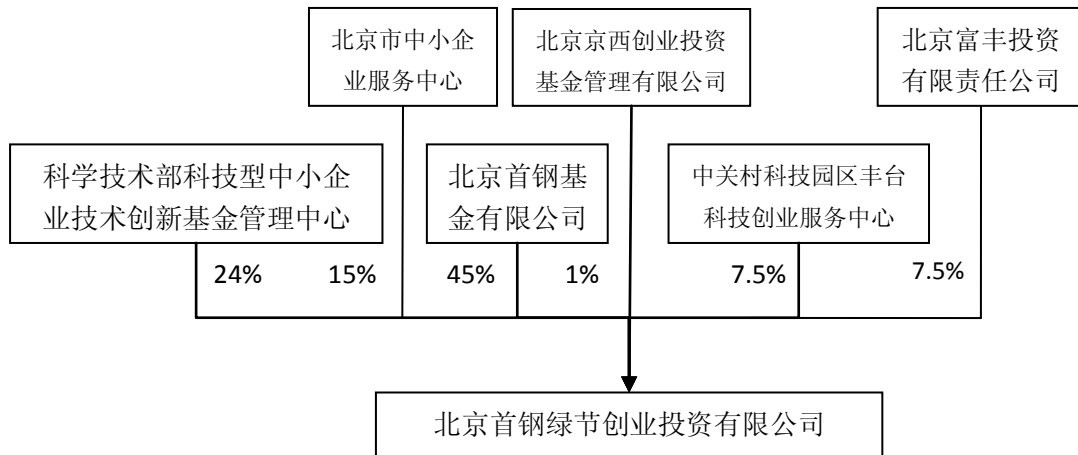 北京市中小企
业服务中心
北京京西创业投资
基金管理有限公司
北京富丰投资
有限责任公司
科学技术部科技型中小企
业技术创新基金管理中心
北京首钢基
金有限公司
中关村科技园区丰台
科技创业服务中心
24%
15%
45%
1%
7.5%
7.5%
北京首钢绿节创业投资有限公司